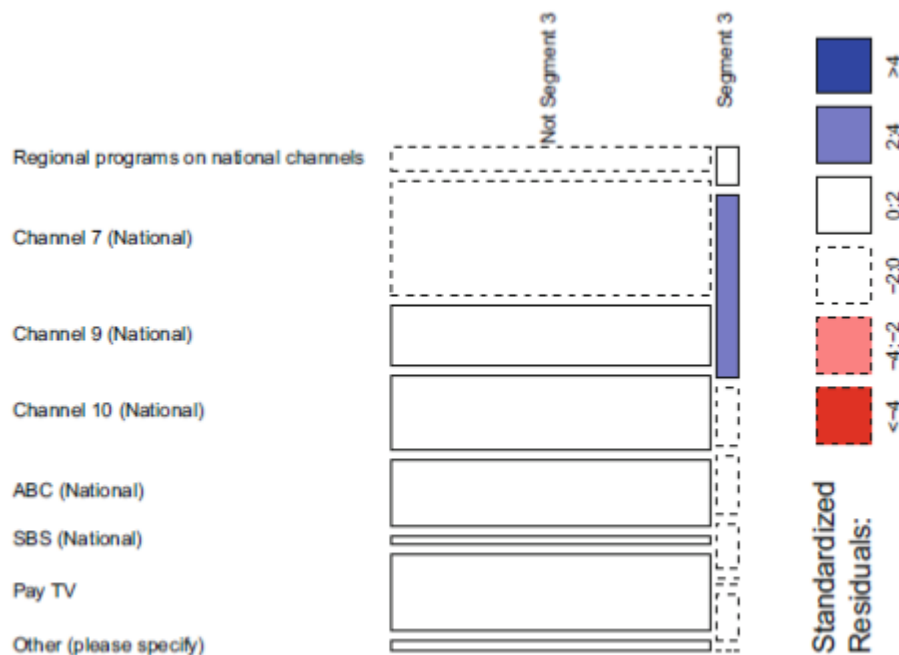 Not Segment 3
Segment 3
Regional programs on national channels
Channel 7 (National)
Channel 9 (National)
Channel 10 (National)
ABC (National)
SBS (National)
Pay TV
Other (please specify)
Standardized
Residuals:
<−4
−4:−2
−2:0
0:2
2:4
>4